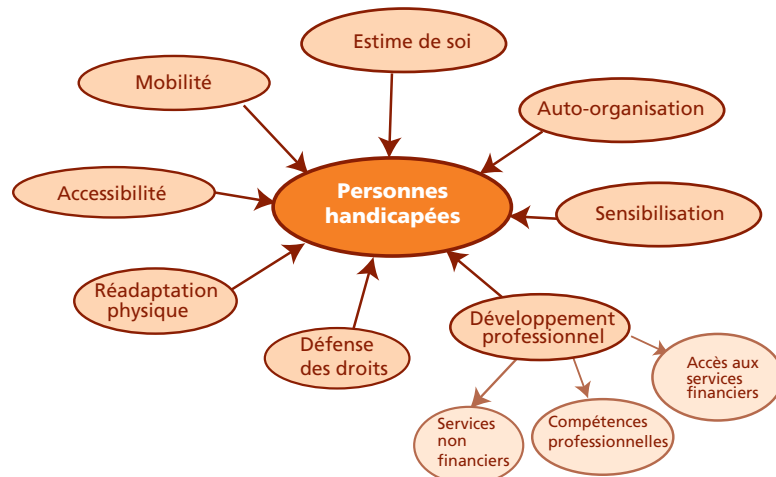 Estime de soi
Mobilité
Auto-organisation
Personnes
handicapées
Accessibilité
Sensibilisation
Réadaptation
physique
Défense
des droits
Développement
professionnel
Accès aux
services
financiers
Services
non
financiers
Compétences
professionnelles